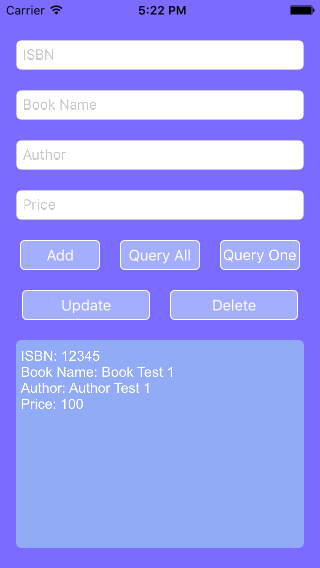 Carrier 5:22 PM
ISBN
Book Name
Author
Price
Add Query All Query One
Update Delete
ISBN: 12345
Book Name: Book Test 1
Author: Author Test 1
Price: 100